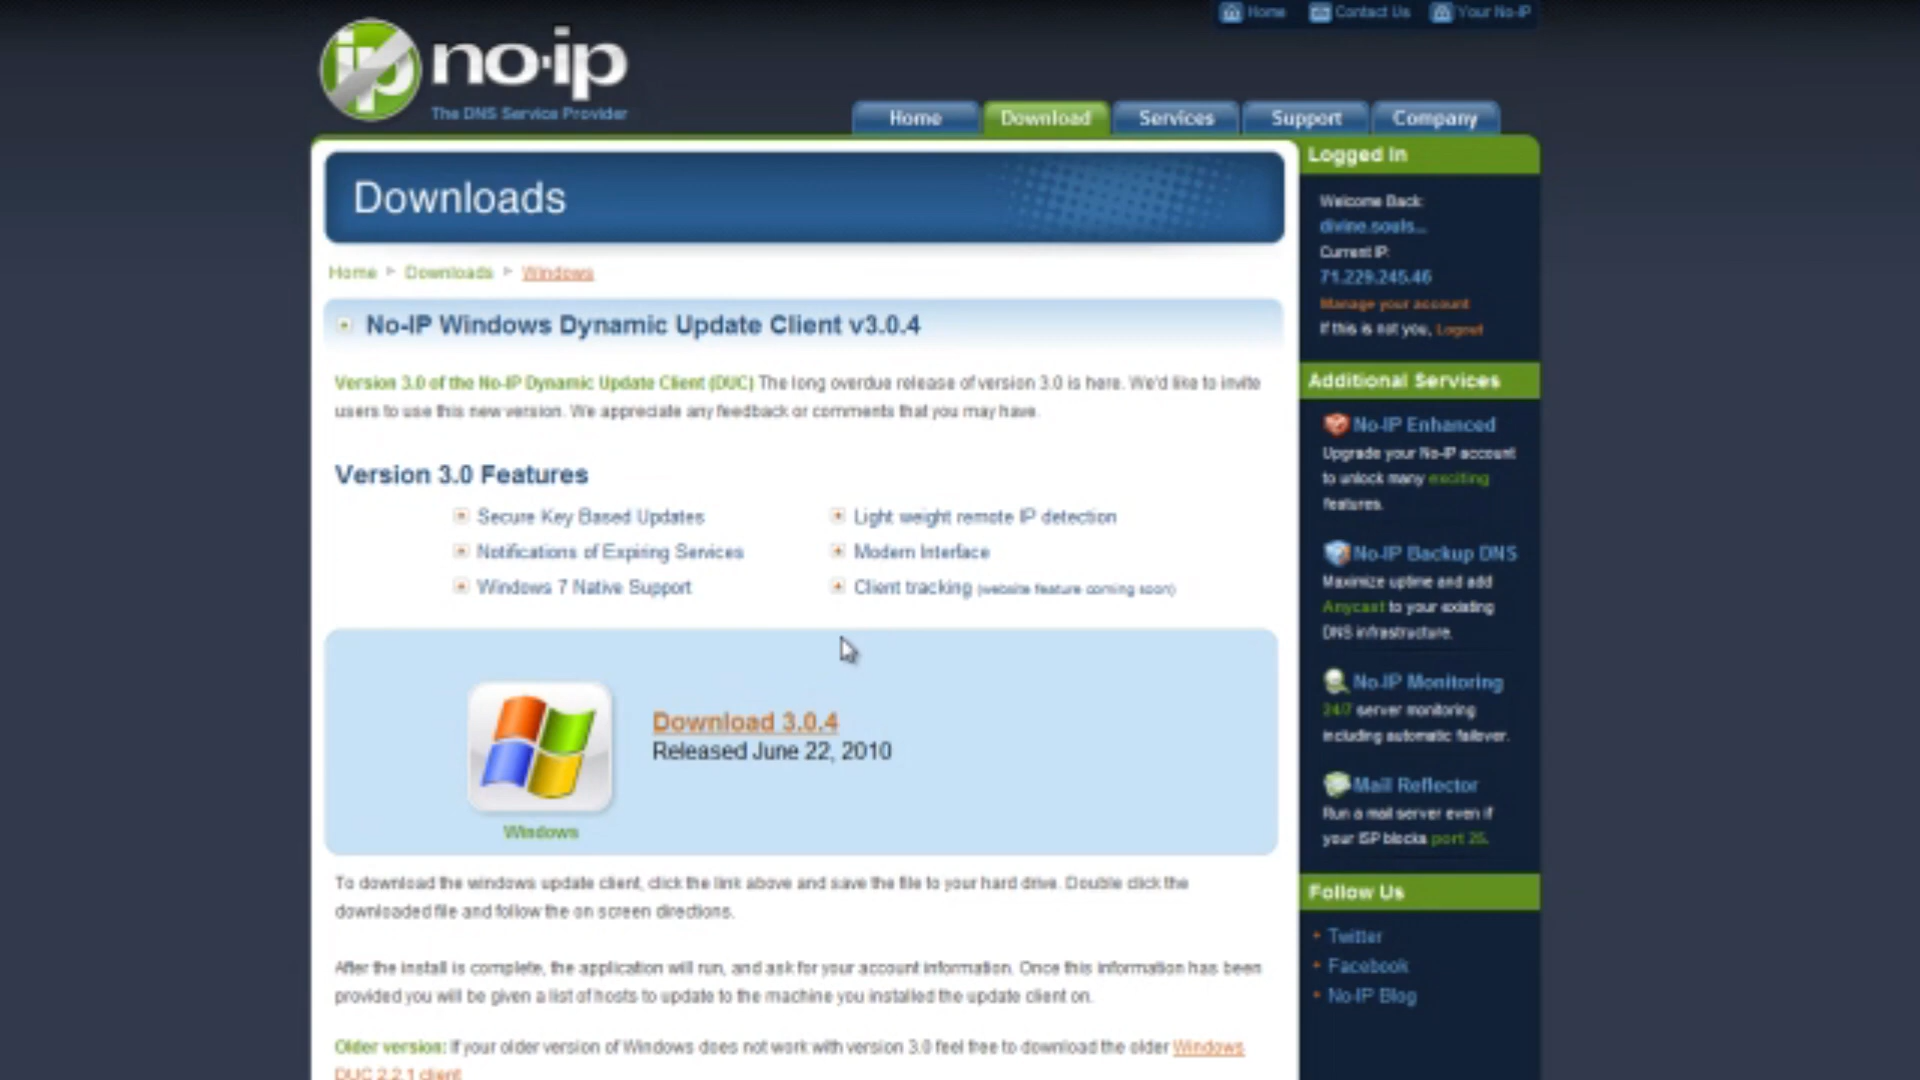 Home Contact Us Your No-IP
ip no·ip
The DNS Service Provider
Home Download Services Support Company
Downloads
Home Downloads Windows
No-IP Windows Dynamic Update Client v3.0.4
Version 3.0 of the No-IP Dynamic Update Client (DUC) The long overdue release of version 3.0 is here. We'd like to invite
users to use this new version. We appreciate any feedback or comments that you may have.
Version 3.0 Features
Secure Key Based Updates
Notifications of Expiring Services
Windows 7 Native Support
Light weight remote IP detection
Modern Interface
Client tracking (website feature coming soon)
Download 3.0.4
Released June 22, 2010
Windows
To download the windows update client, click the link above and save the file to your hard drive. Double click the
downloaded file and follow the on screen directions.
After the install is complete, the application will run, and ask for your account information. Once this information has been
provided you will be given a list of hosts to update to the machine you installed the update client on.
Older version: If your older version of Windows does not work with version 3.0 feel free to download the older Windows
DUC 2.2.1 client
Logged In
Welcome Back:
divine.souls...
Current IP:
71.229.245.46
Manage your account
If this is not you, Logout
Additional Services
No-IP Enhanced
Upgrade your No-IP account
to unlock many exciting
features.
No-IP Backup DNS
Maximize uptime and add
Anycast to your existing
DNS infrastructure.
No-IP Monitoring
24/7 server monitoring
including automatic failover.
Mail Reflector
Run a mail server even if
your ISP blocks port 25.
Follow Us
Twitter
Facebook
No-IP Blog